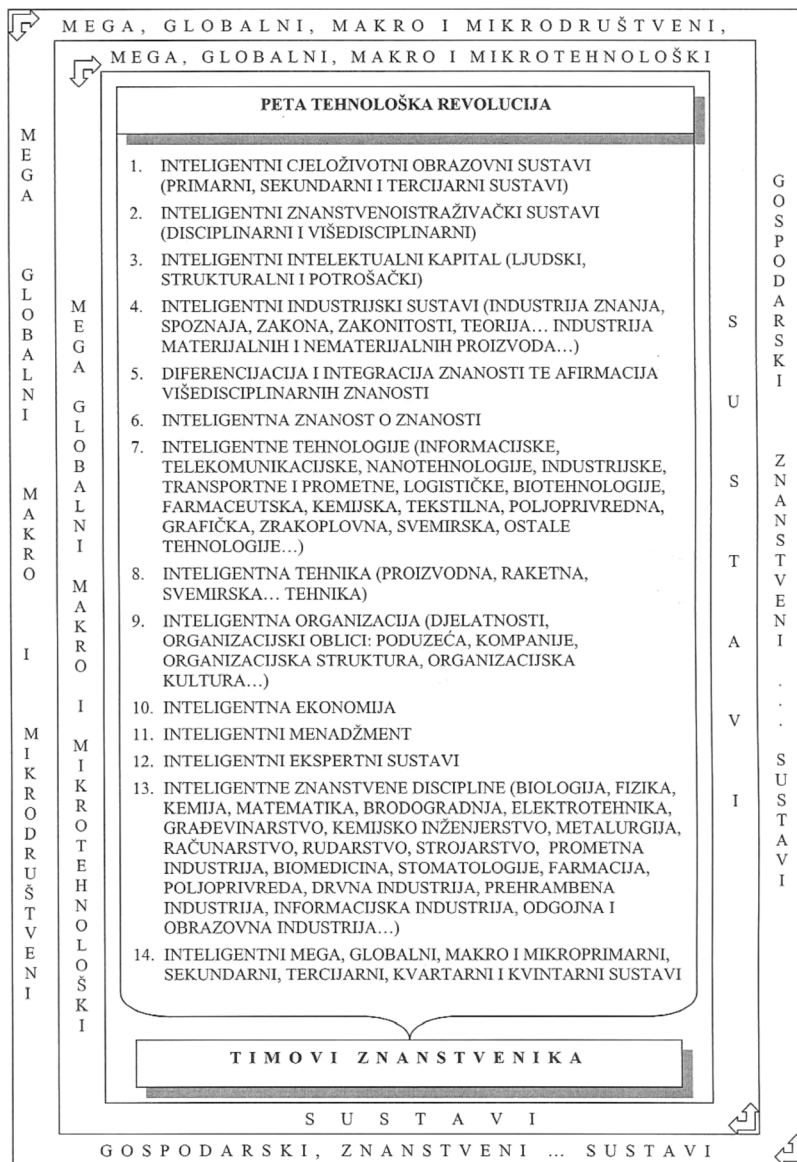 MEGA, GLOBALNI, MAKRO I MIKRODRUŠTVENI,
MEGA, GLOBALNI, MAKRO I MIKROTEHNOLOŠKI
MEGA GLOBALNI MAKRO I MIKRODRUŠTVENI
MEGA GLOBALNI MAKRO I MIKROTEHNOLOŠKI
PETA TEHNOLOŠKA REVOLUCIJA
1. INTELIGENTNI CJELOŽIVOTNI OBRAZOVNI SUSTAVI
(PRIMARNI, SEKUNDARNI I TERCIJARNI SUSTAVI)
2. INTELIGENTNI ZNANSTVENOISTRAŽIVAČKI SUSTAVI
(DISCIPLINARNI I VIŠEDISCIPLINARNI)
3. INTELIGENTNI INTELEKTUALNI KAPITAL (LJUDSKI,
STRUKTURALNI I POTROŠAČKI)
4. INTELIGENTNI INDUSTRIJSKI SUSTAVI (INDUSTRIJA ZNANJA,
SPOZNAJA, ZAKONA, ZAKONITOSTI, TEORIJA… INDUSTRIJA
MATERIJALNIH I NEMATERIJALNIH PROIZVODA…)
5. DIFERENCIJACIJA I INTEGRACIJA ZNANOSTI TE AFIRMACIJA
VIŠEDISCIPLINARNIH ZNANOSTI
6. INTELIGENTNA ZNANOST O ZNANOSTI
7. INTELIGENTNE TEHNOLOGIJE (INFORMACIJSKE,
TELEKOMUNIKACIJSKE, NANOTEHNOLOGIJE, INDUSTRIJSKE,
TRANSPORTNE I PROMETNE, LOGISTIČKE, BIOTEHNOLOGIJE,
FARMACEUTSKA, KEMIJSKA, TEKSTILNA, POLJOPRIVREDNA,
GRAFIČKA, ZRAKOPLOVNA, SVEMIRSKA, OSTALE
TEHNOLOGIJE…)
8. INTELIGENTNA TEHNIKA (PROIZVODNA, RAKETNA,
SVEMIRSKA… TEHNIKA)
9. INTELIGENTNA ORGANIZACIJA (DJELATNOSTI,
ORGANIZACIJSKI OBLICI: PODUZEĆA, KOMPANIJE,
ORGANIZACIJSKA STRUKTURA, ORGANIZACIJSKA
KULTURA…)
10. INTELIGENTNA EKONOMIJA
11. INTELIGENTNI MENADŽMENT
12. INTELIGENTNI EKSPERTNI SUSTAVI
13. INTELIGENTNE ZNANSTVENE DISCIPLINE (BIOLOGIJA, FIZIKA,
KEMIJA, MATEMATIKA, BRODOGRADNJA, ELEKTROTEHNIKA,
GRAĐEVINARSTVO, KEMIJSKO INŽENJERSTVO, METALURGIJA,
RAČUNARSTVO, RUDARSTVO, STROJARSTVO, PROMETNA
INDUSTRIJA, BIOMEDICINA, STOMATOLOGIJE, FARMACIJA,
POLJOPRIVREDA, DRVNA INDUSTRIJA, PREHRAMBENA
INDUSTRIJA, INFORMACIJSKA INDUSTRIJA, ODGOJNA I
OBRAZOVNA INDUSTRIJA…)
14. INTELIGENTNI MEGA, GLOBALNI, MAKRO I MIKROPRIMARNI,
SEKUNDARNI, TERCIJARNI, KVARTARNI I KVINTARNI SUSTAVI
TIMOVI ZNANSTVENIKA
SUSTAVI
GOSPODARSKI ZNANSTVENI ... SUSTAVI
SUSTAVI
GOSPODARSKI, ZNANSTVENI … SUSTAVI